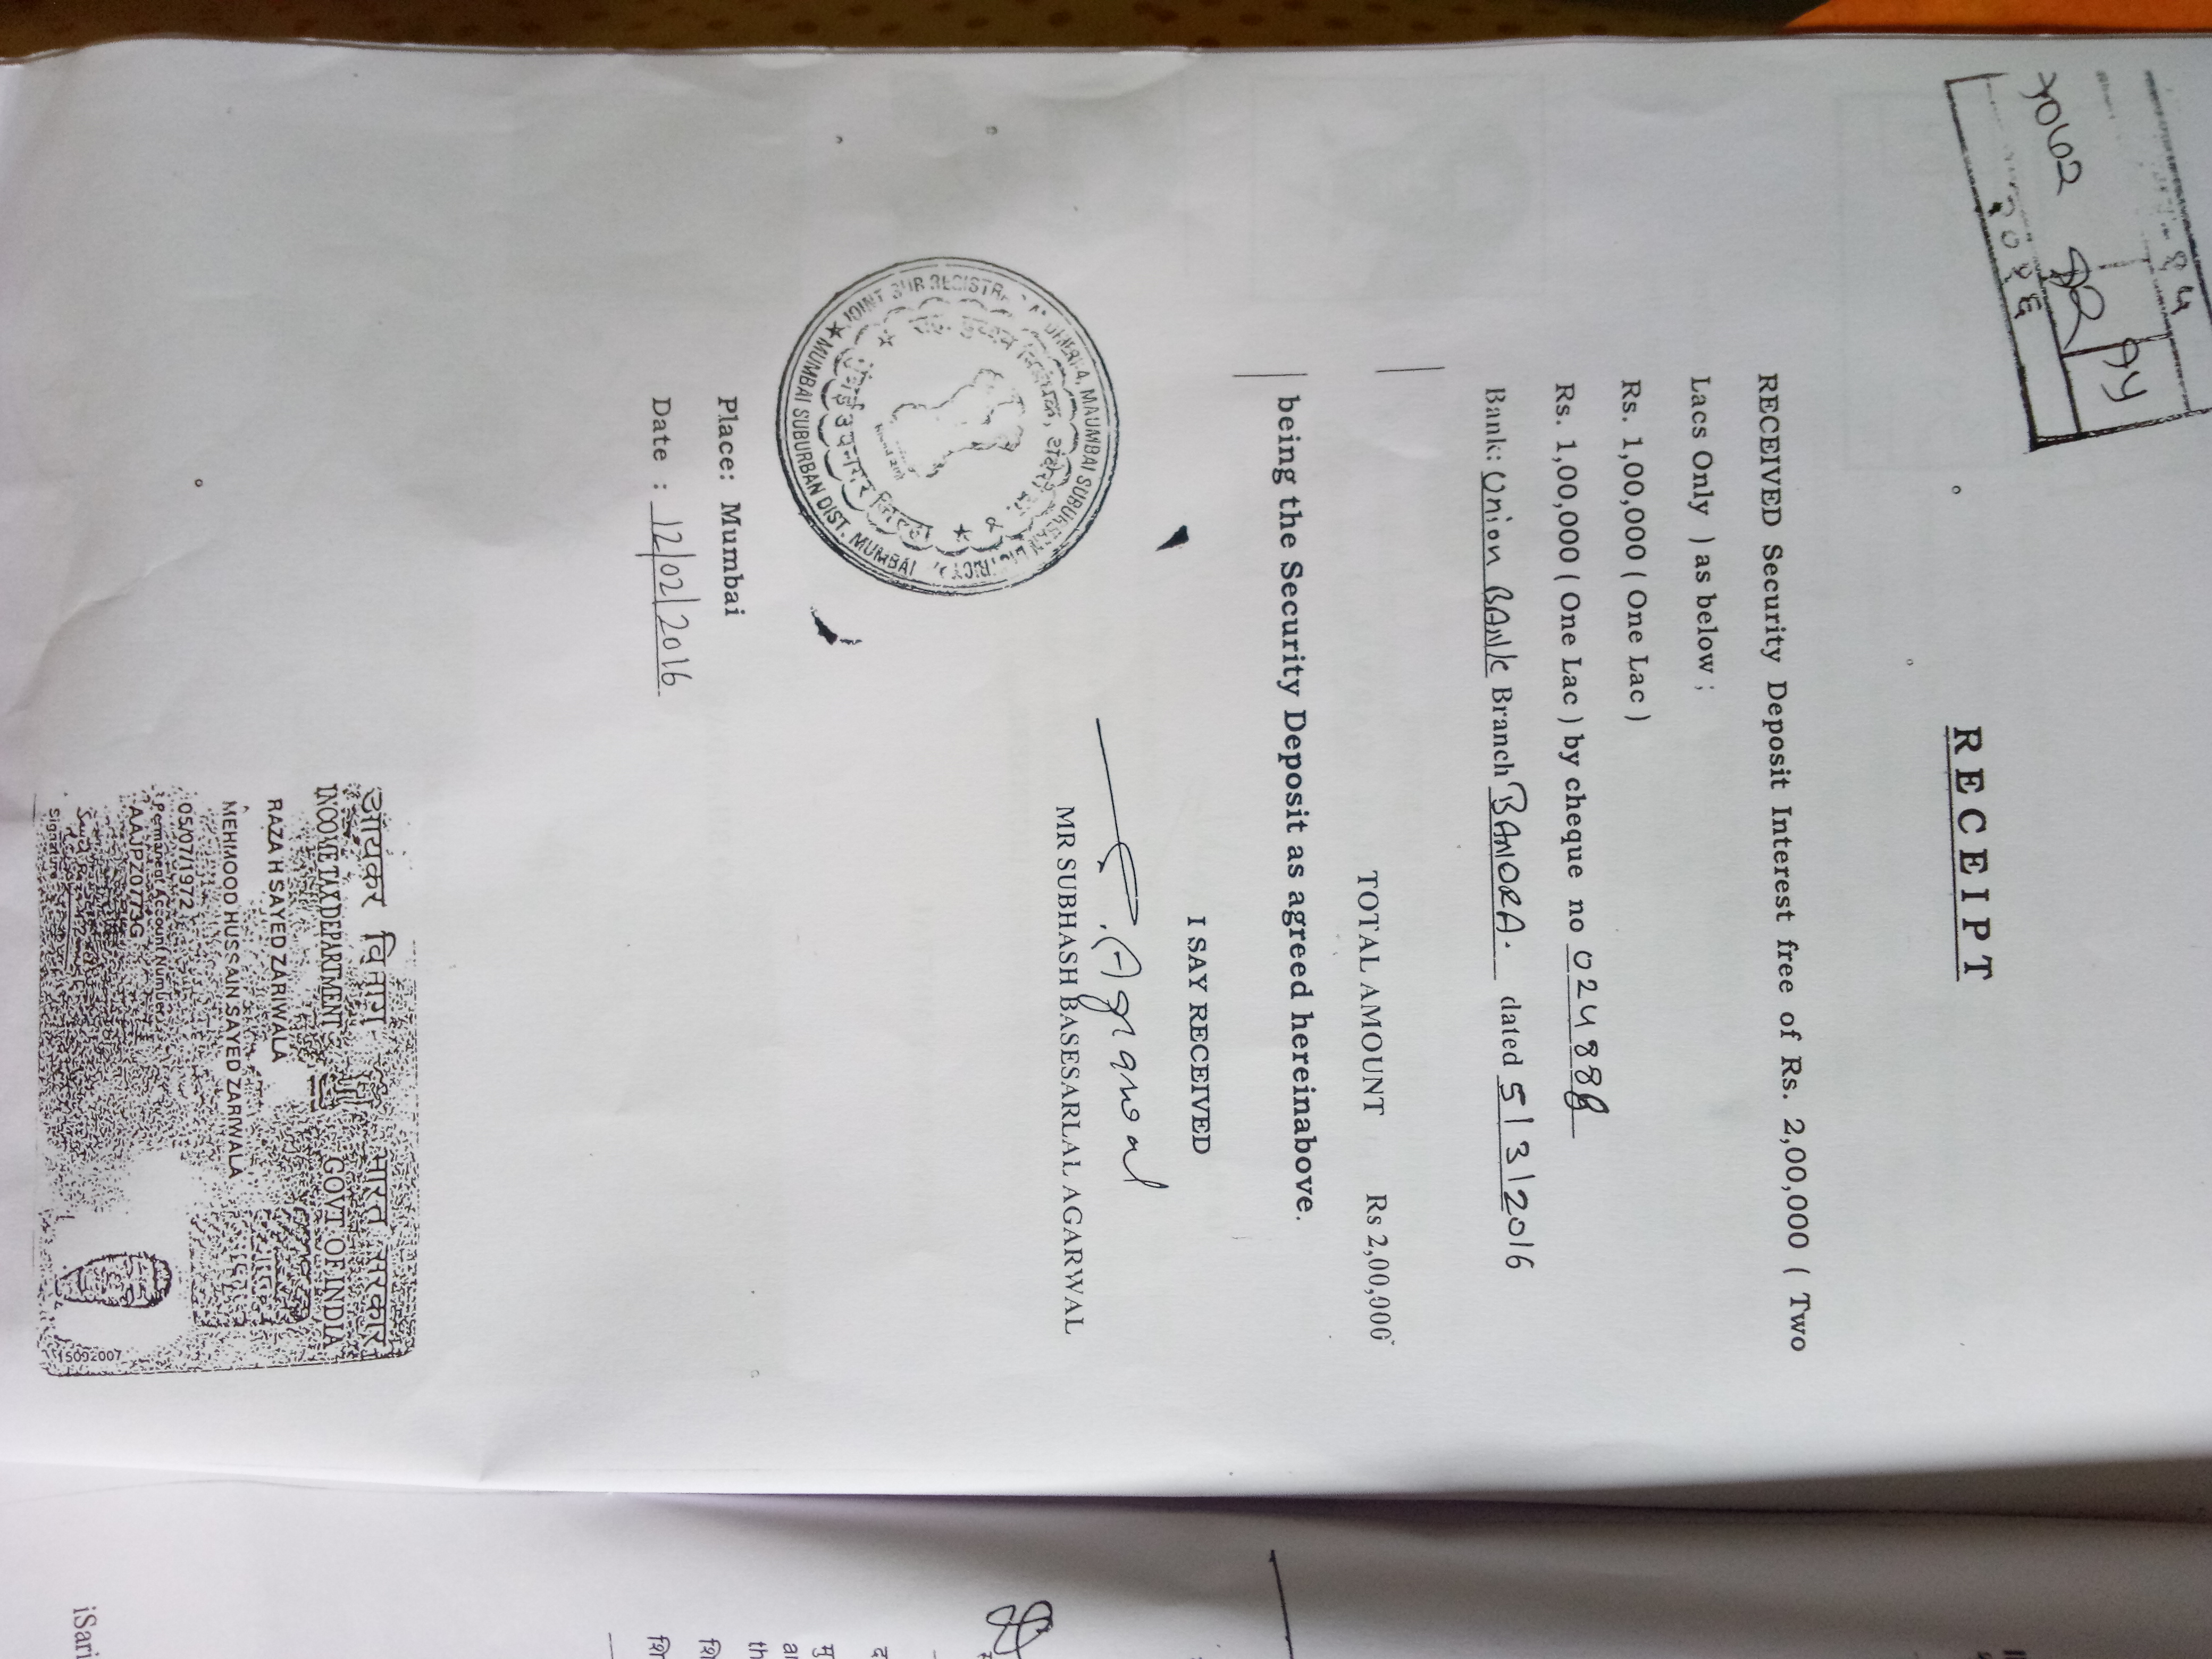 RECEIPT
RECEIVED Security Deposit Interest free of Rs. 2,00,000 ( Two
Lacs Only ) as below ;
Rs. 1,00,000 ( One Lac )
Rs. 1,00,000 ( One Lac ) by cheque no 024888
Bank: Union BANK Branch BANDRA. dated 5/3/2016
TOTAL AMOUNT Rs 2,00,000
being the Security Deposit as agreed hereinabove.
I SAY RECEIVED
Agarwal
MR SUBHASH BASESARLAL AGARWAL
JOINT SUB REGISTRAR ANDHERI-4, MAUMBAI SUBURBAN DISTRICT
MUMBAI SUBURBAN DIST. MUMBAI
मुंबई उपनगर जिल्हा
Place: Mumbai
Date : 12/02/2016
आयकर विभाग भारत सरकार
INCOME TAX DEPARTMENT GOVT OF INDIA
RAZA H SAYED ZARIWALA
MEHMOOD HUSSAIN SAYED ZARIWALA
05/07/1972
Permanent Account Number
AAJPZ0773G
Signature
15092007
iSari